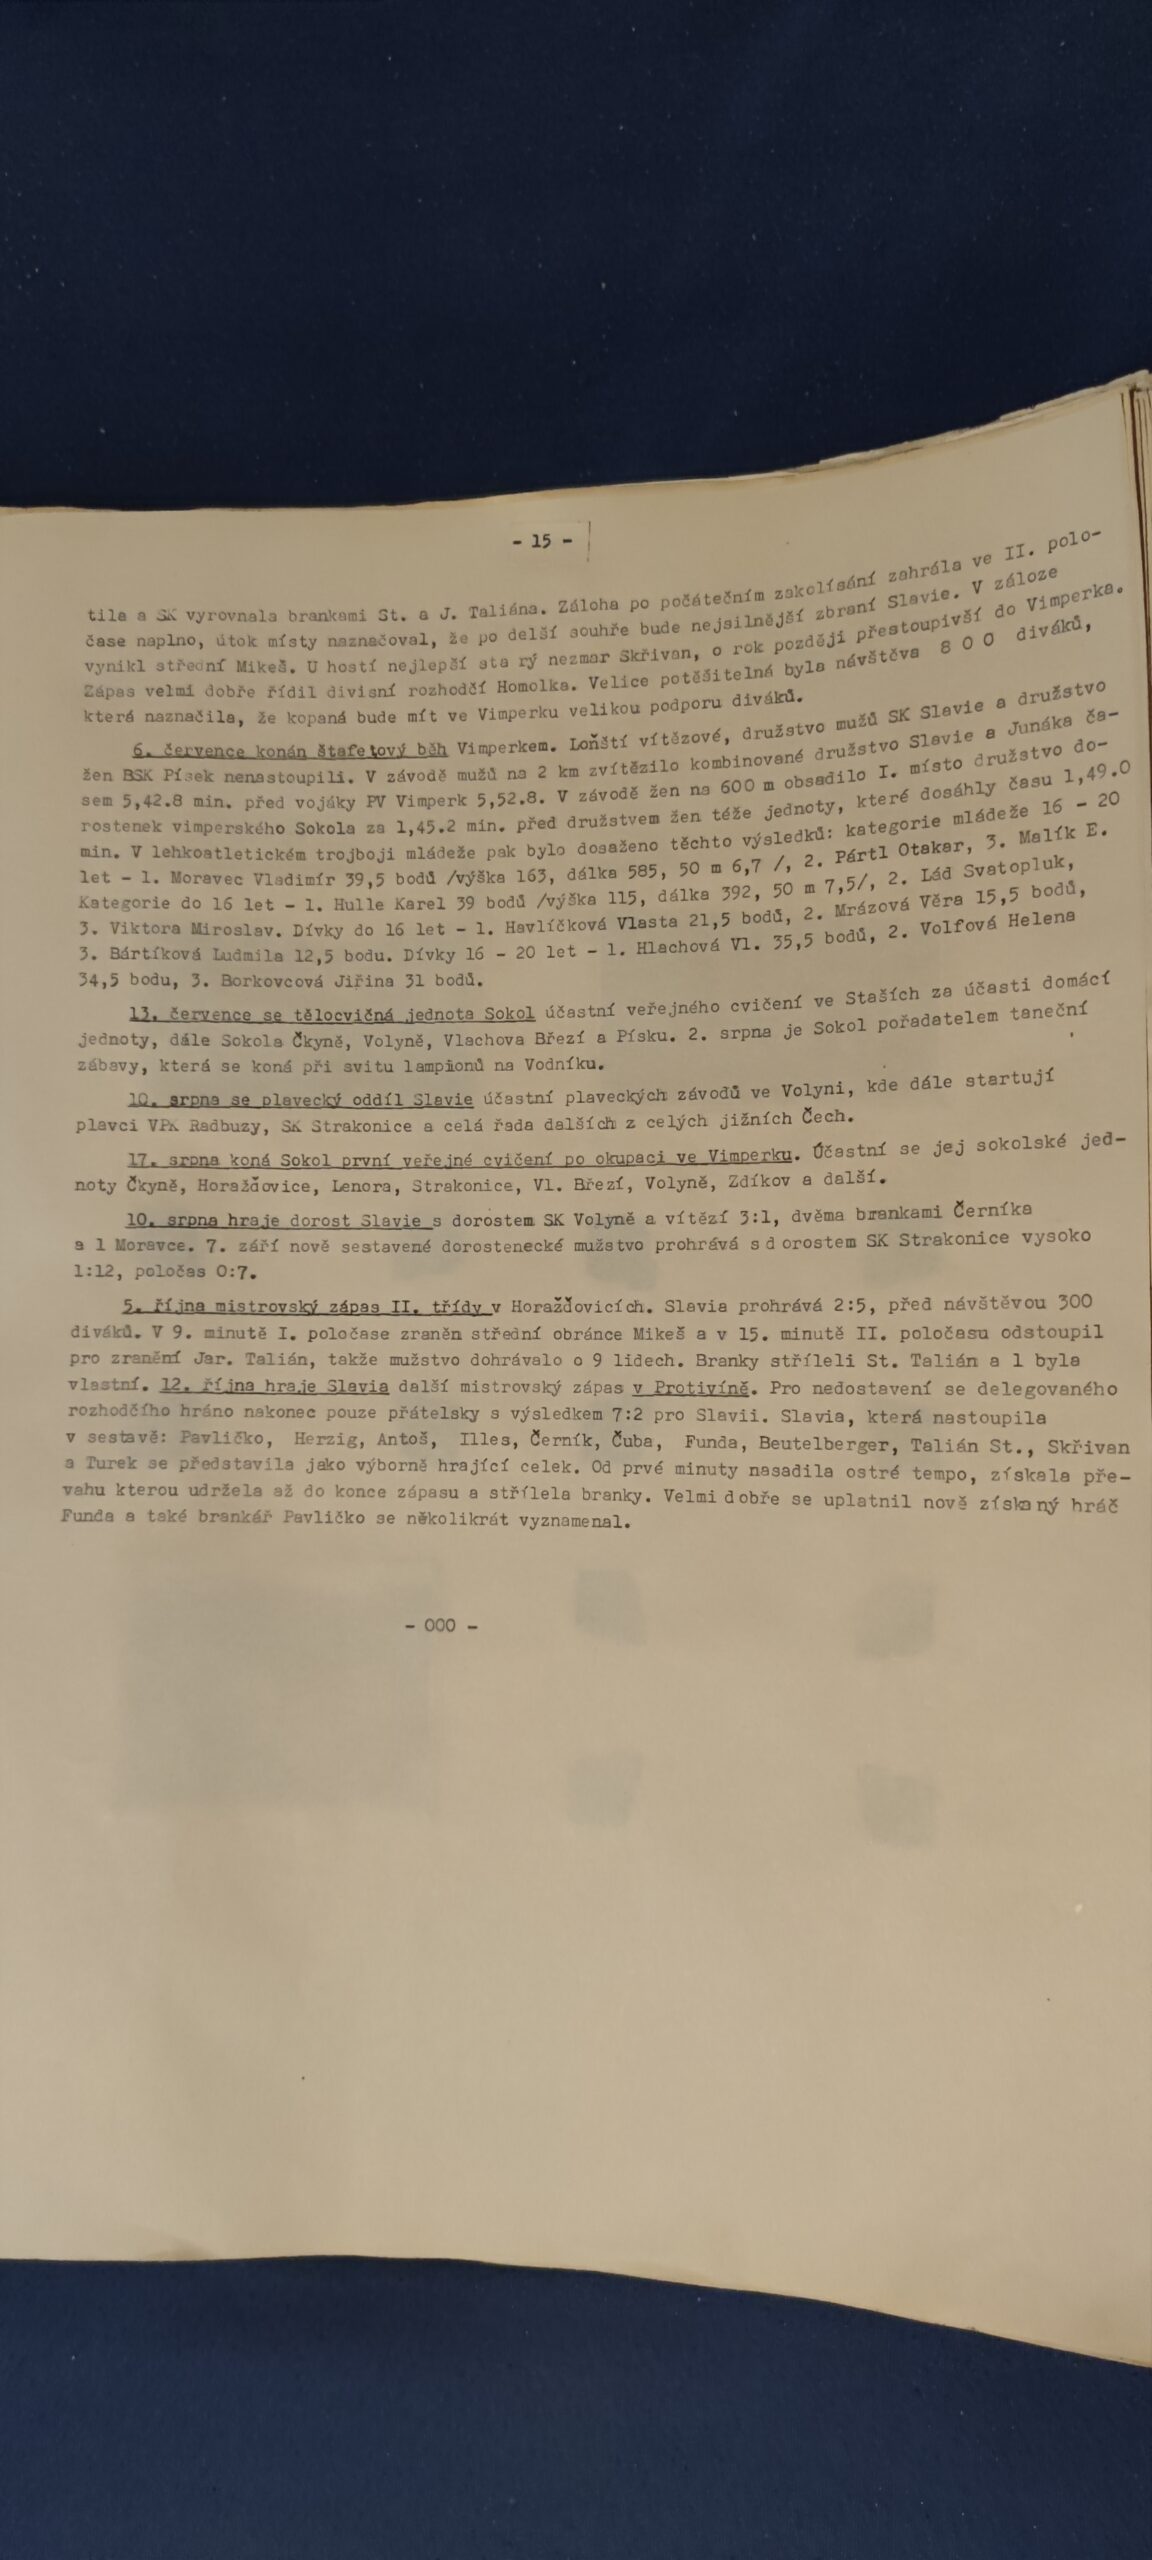 - 15 -
tila a SK vyrovnala brankami St. a J. Taliána. Záloha po počátečním zakolísání zahrála ve II. polo-
čase naplno, útok místy naznačoval, že po delší souhře bude nejsilnější zbraní Slavie. V záloze
vynikl střední Mikeš. U hostí nejlepší sta rý nezmar Skřivan, o rok později přestoupivší do Vimperka.
Zápas velmi dobře řídil divisní rozhodčí Homolka. Velice potěšitelná byla návštěva 8 0 0 diváků,
která naznačila, že kopaná bude mít ve Vimperku velikou podporu diváků.
6. července konán štafetový běh Vimperkem. Loňští vítězové, družstvo mužů SK Slavie a družstvo
žen BSK Písek nenastoupili. V závodě mužů na 2 km zvítězilo kombinované družstvo Slavie a Junáka ča-
sem 5,42.8 min. před vojáky PV Vimperk 5,52.8. V závodě žen na 600 m obsadilo I. místo družstvo do-
rostenek vimperského Sokola za 1,45.2 min. před družstvem žen téže jednoty, které dosáhly času 1,49.0
min. V lehkoatletickém trojboji mládeže pak bylo dosaženo těchto výsledků: kategorie mládeže 16 - 20
let - 1. Moravec Vladimír 39,5 bodů /výška 163, dálka 585, 50 m 6,7 /, 2. Pártl Otakar, 3. Malík E.
Kategorie do 16 let - 1. Hulle Karel 39 bodů /výška 115, dálka 392, 50 m 7,5/, 2. Lád Svatopluk,
3. Viktora Miroslav. Dívky do 16 let - 1. Havlíčková Vlasta 21,5 bodů, 2. Mrázová Věra 15,5 bodů,
3. Bártíková Ludmila 12,5 bodu. Dívky 16 - 20 let - 1. Hlachová Vl. 35,5 bodů, 2. Volfová Helena
34,5 bodu, 3. Borkovcová Jiřina 31 bodů.
13. července se tělocvičná jednota Sokol účastní veřejného cvičení ve Staších za účasti domácí
jednoty, dále Sokola Čkyně, Volyně, Vlachova Březí a Písku. 2. srpna je Sokol pořadatelem taneční
zábavy, která se koná při svitu lampionů na Vodníku.
10. srpna se plavecký oddíl Slavie účastní plaveckých závodů ve Volyni, kde dále startují
plavci VPK Radbuzy, SK Strakonice a celá řada dalších z celých jižních Čech.
17. srpna koná Sokol první veřejné cvičení po okupaci ve Vimperku. Účastní se jej sokolské jed-
noty Čkyně, Horažďovice, Lenora, Strakonice, Vl. Březí, Volyně, Zdíkov a další.
10. srpna hraje dorost Slavie s dorostem SK Volyně a vítězí 3:1, dvěma brankami Černíka
a 1 Moravce. 7. září nově sestavené dorostenecké mužstvo prohrává s d orostem SK Strakonice vysoko
1:12, poločas 0:7.
5. října mistrovský zápas II. třídy v Horažďovicích. Slavia prohrává 2:5, před návštěvou 300
diváků. V 9. minutě I. poločase zraněn střední obránce Mikeš a v 15. minutě II. poločasu odstoupil
pro zranění Jar. Talián, takže mužstvo dohrávalo o 9 lidech. Branky stříleli St. Talián a 1 byla
vlastní. 12. října hraje Slavia další mistrovský zápas v Protivíně. Pro nedostavení se delegovaného
rozhodčího hráno nakonec pouze přátelsky s výsledkem 7:2 pro Slavii. Slavia, která nastoupila
v sestavě: Pavličko, Herzig, Antoš, Illes, Černík, Čuba, Funda, Beutelberger, Talián St., Skřivan
a Turek se představila jako výborně hrající celek. Od prvé minuty nasadila ostré tempo, získala pře-
vahu kterou udržela až do konce zápasu a střílela branky. Velmi dobře se uplatnil nově získaný hráč
Funda a také brankář Pavličko se několikrát vyznamenal.
- 000 -